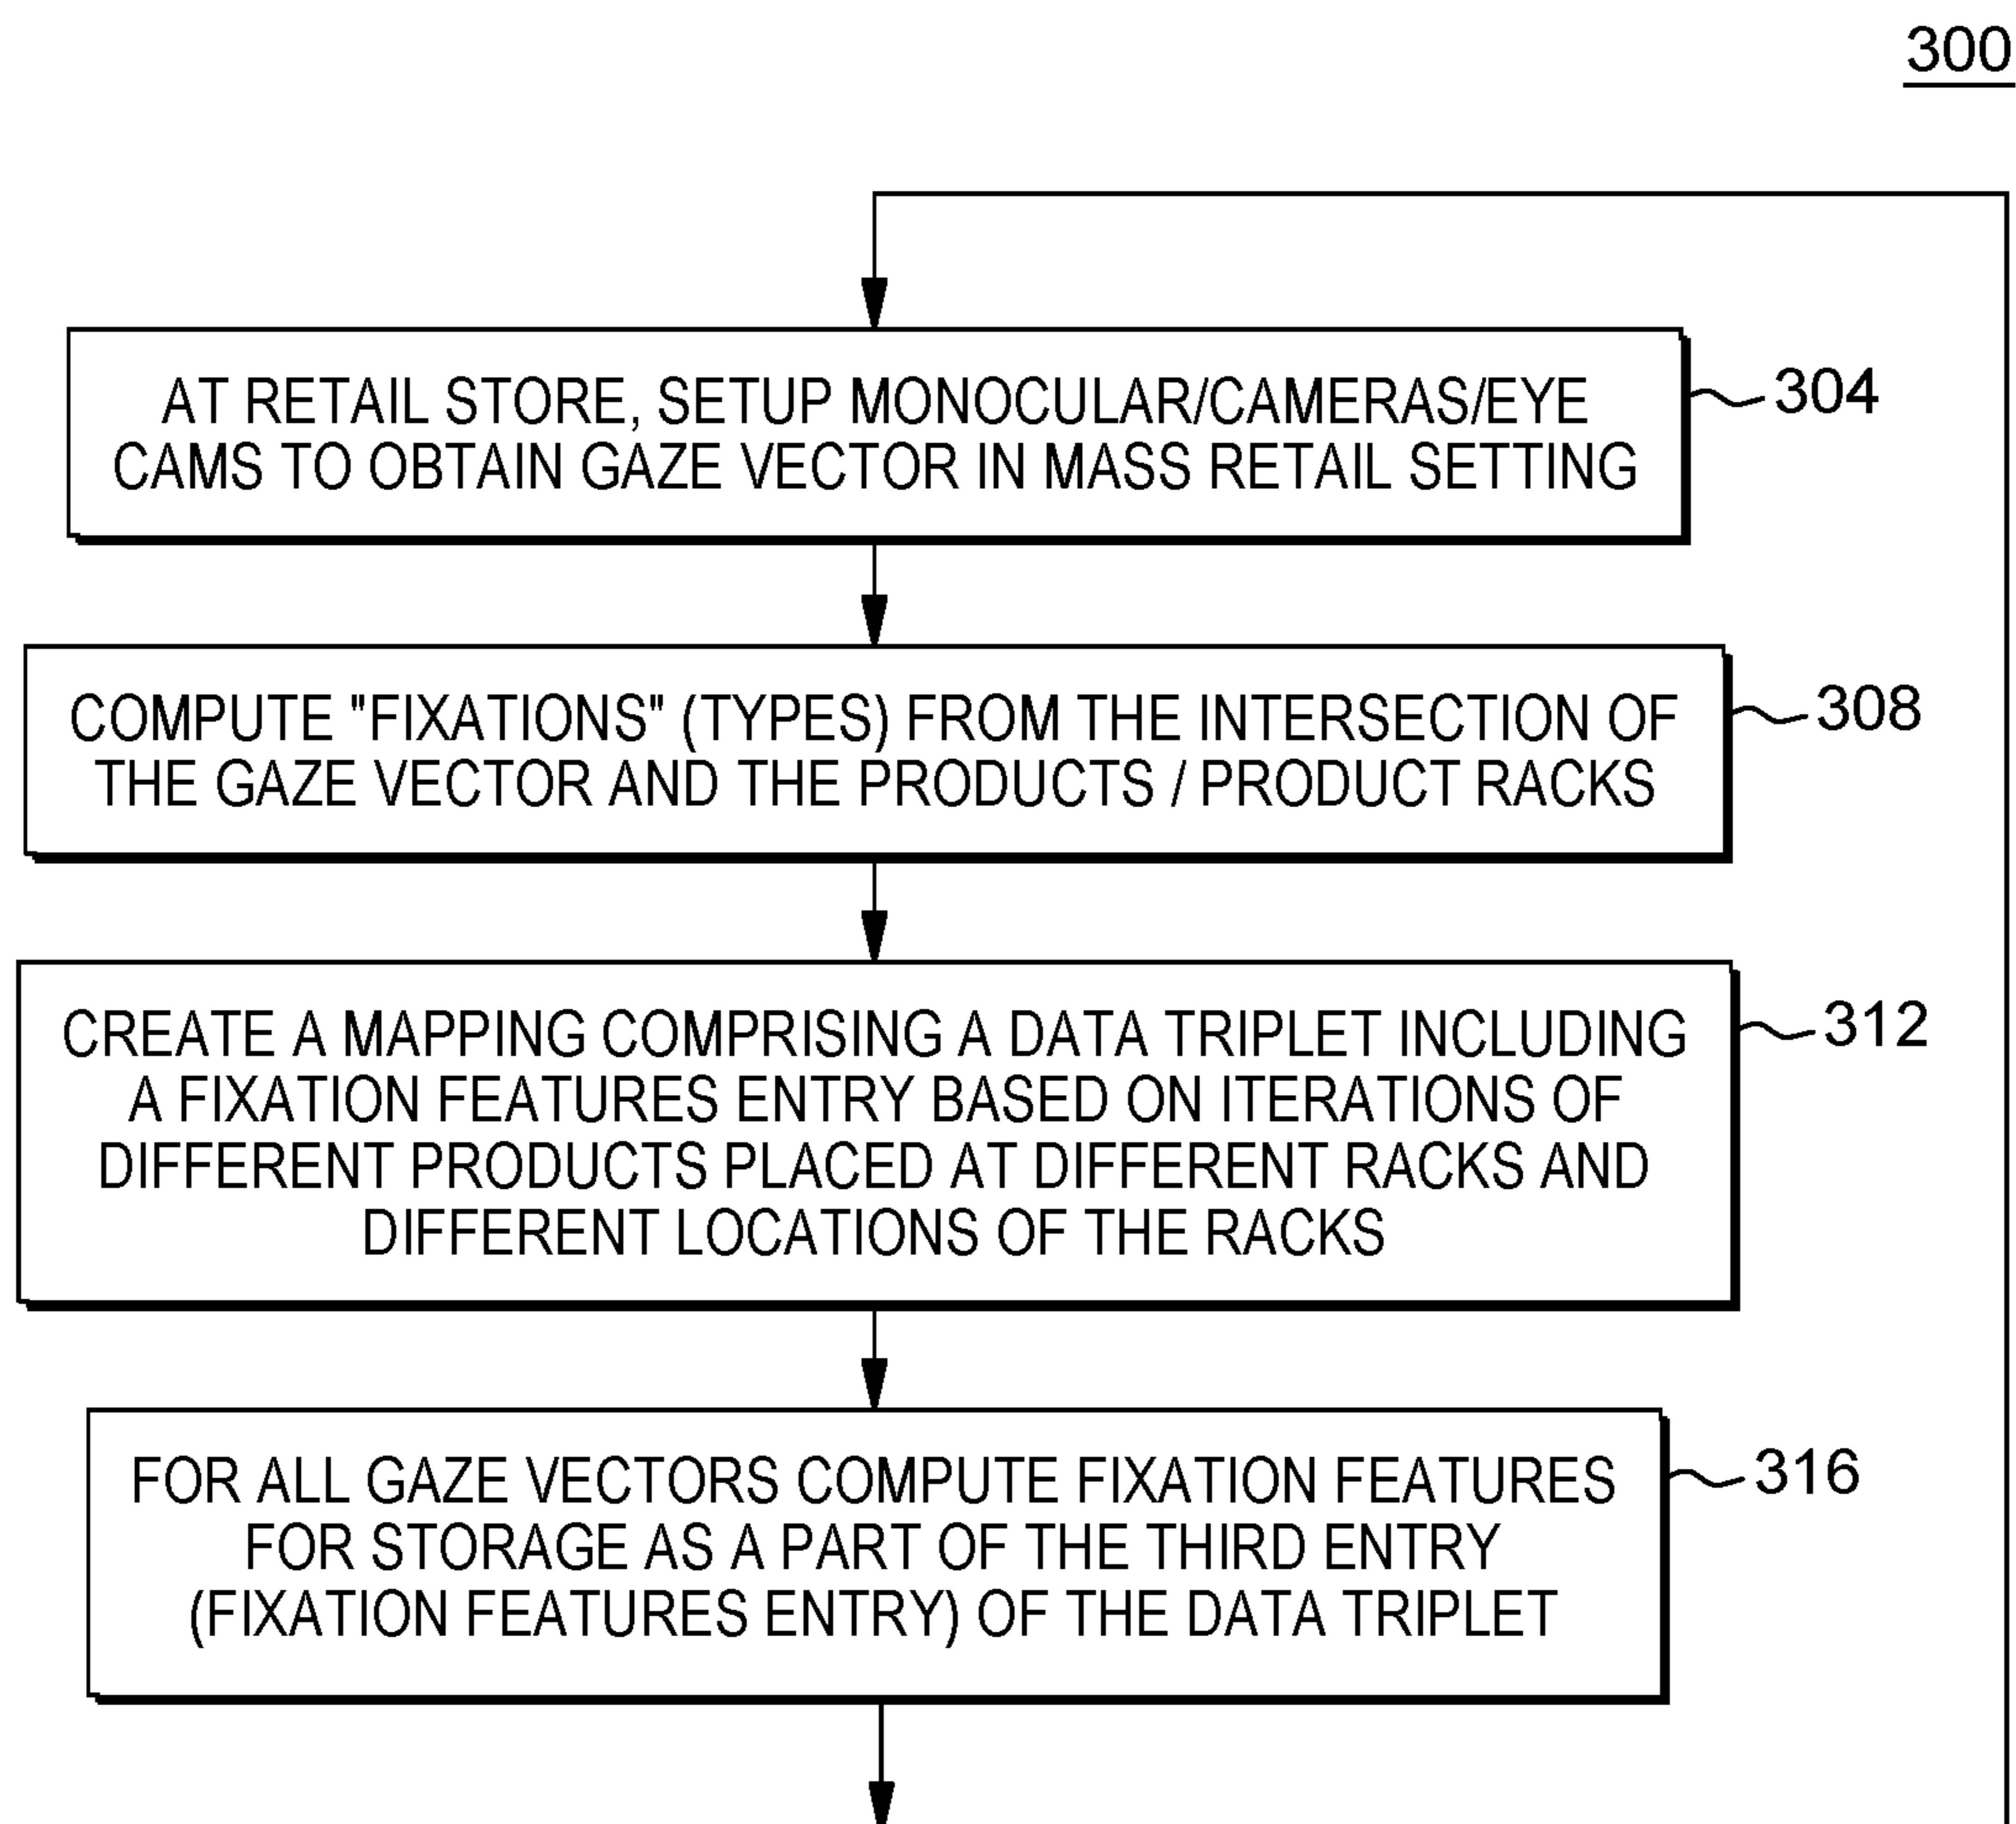 300
AT RETAIL STORE, SETUP MONOCULAR/CAMERAS/EYE
CAMS TO OBTAIN GAZE VECTOR IN MASS RETAIL SETTING
304
COMPUTE "FIXATIONS" (TYPES) FROM THE INTERSECTION OF
THE GAZE VECTOR AND THE PRODUCTS / PRODUCT RACKS
308
CREATE A MAPPING COMPRISING A DATA TRIPLET INCLUDING
A FIXATION FEATURES ENTRY BASED ON ITERATIONS OF
DIFFERENT PRODUCTS PLACED AT DIFFERENT RACKS AND
DIFFERENT LOCATIONS OF THE RACKS
312
FOR ALL GAZE VECTORS COMPUTE FIXATION FEATURES
FOR STORAGE AS A PART OF THE THIRD ENTRY
(FIXATION FEATURES ENTRY) OF THE DATA TRIPLET
316